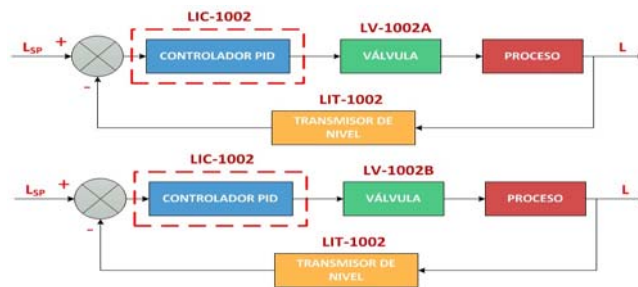 LIC-1002
LV-1002A
LSP
+
CONTROLADOR PID
VÁLVULA
PROCESO
L
-
LIT-1002
TRANSMISOR DE
NIVEL
LIC-1002
LV-1002B
LSP
+
CONTROLADOR PID
VÁLVULA
PROCESO
L
-
LIT-1002
TRANSMISOR DE
NIVEL